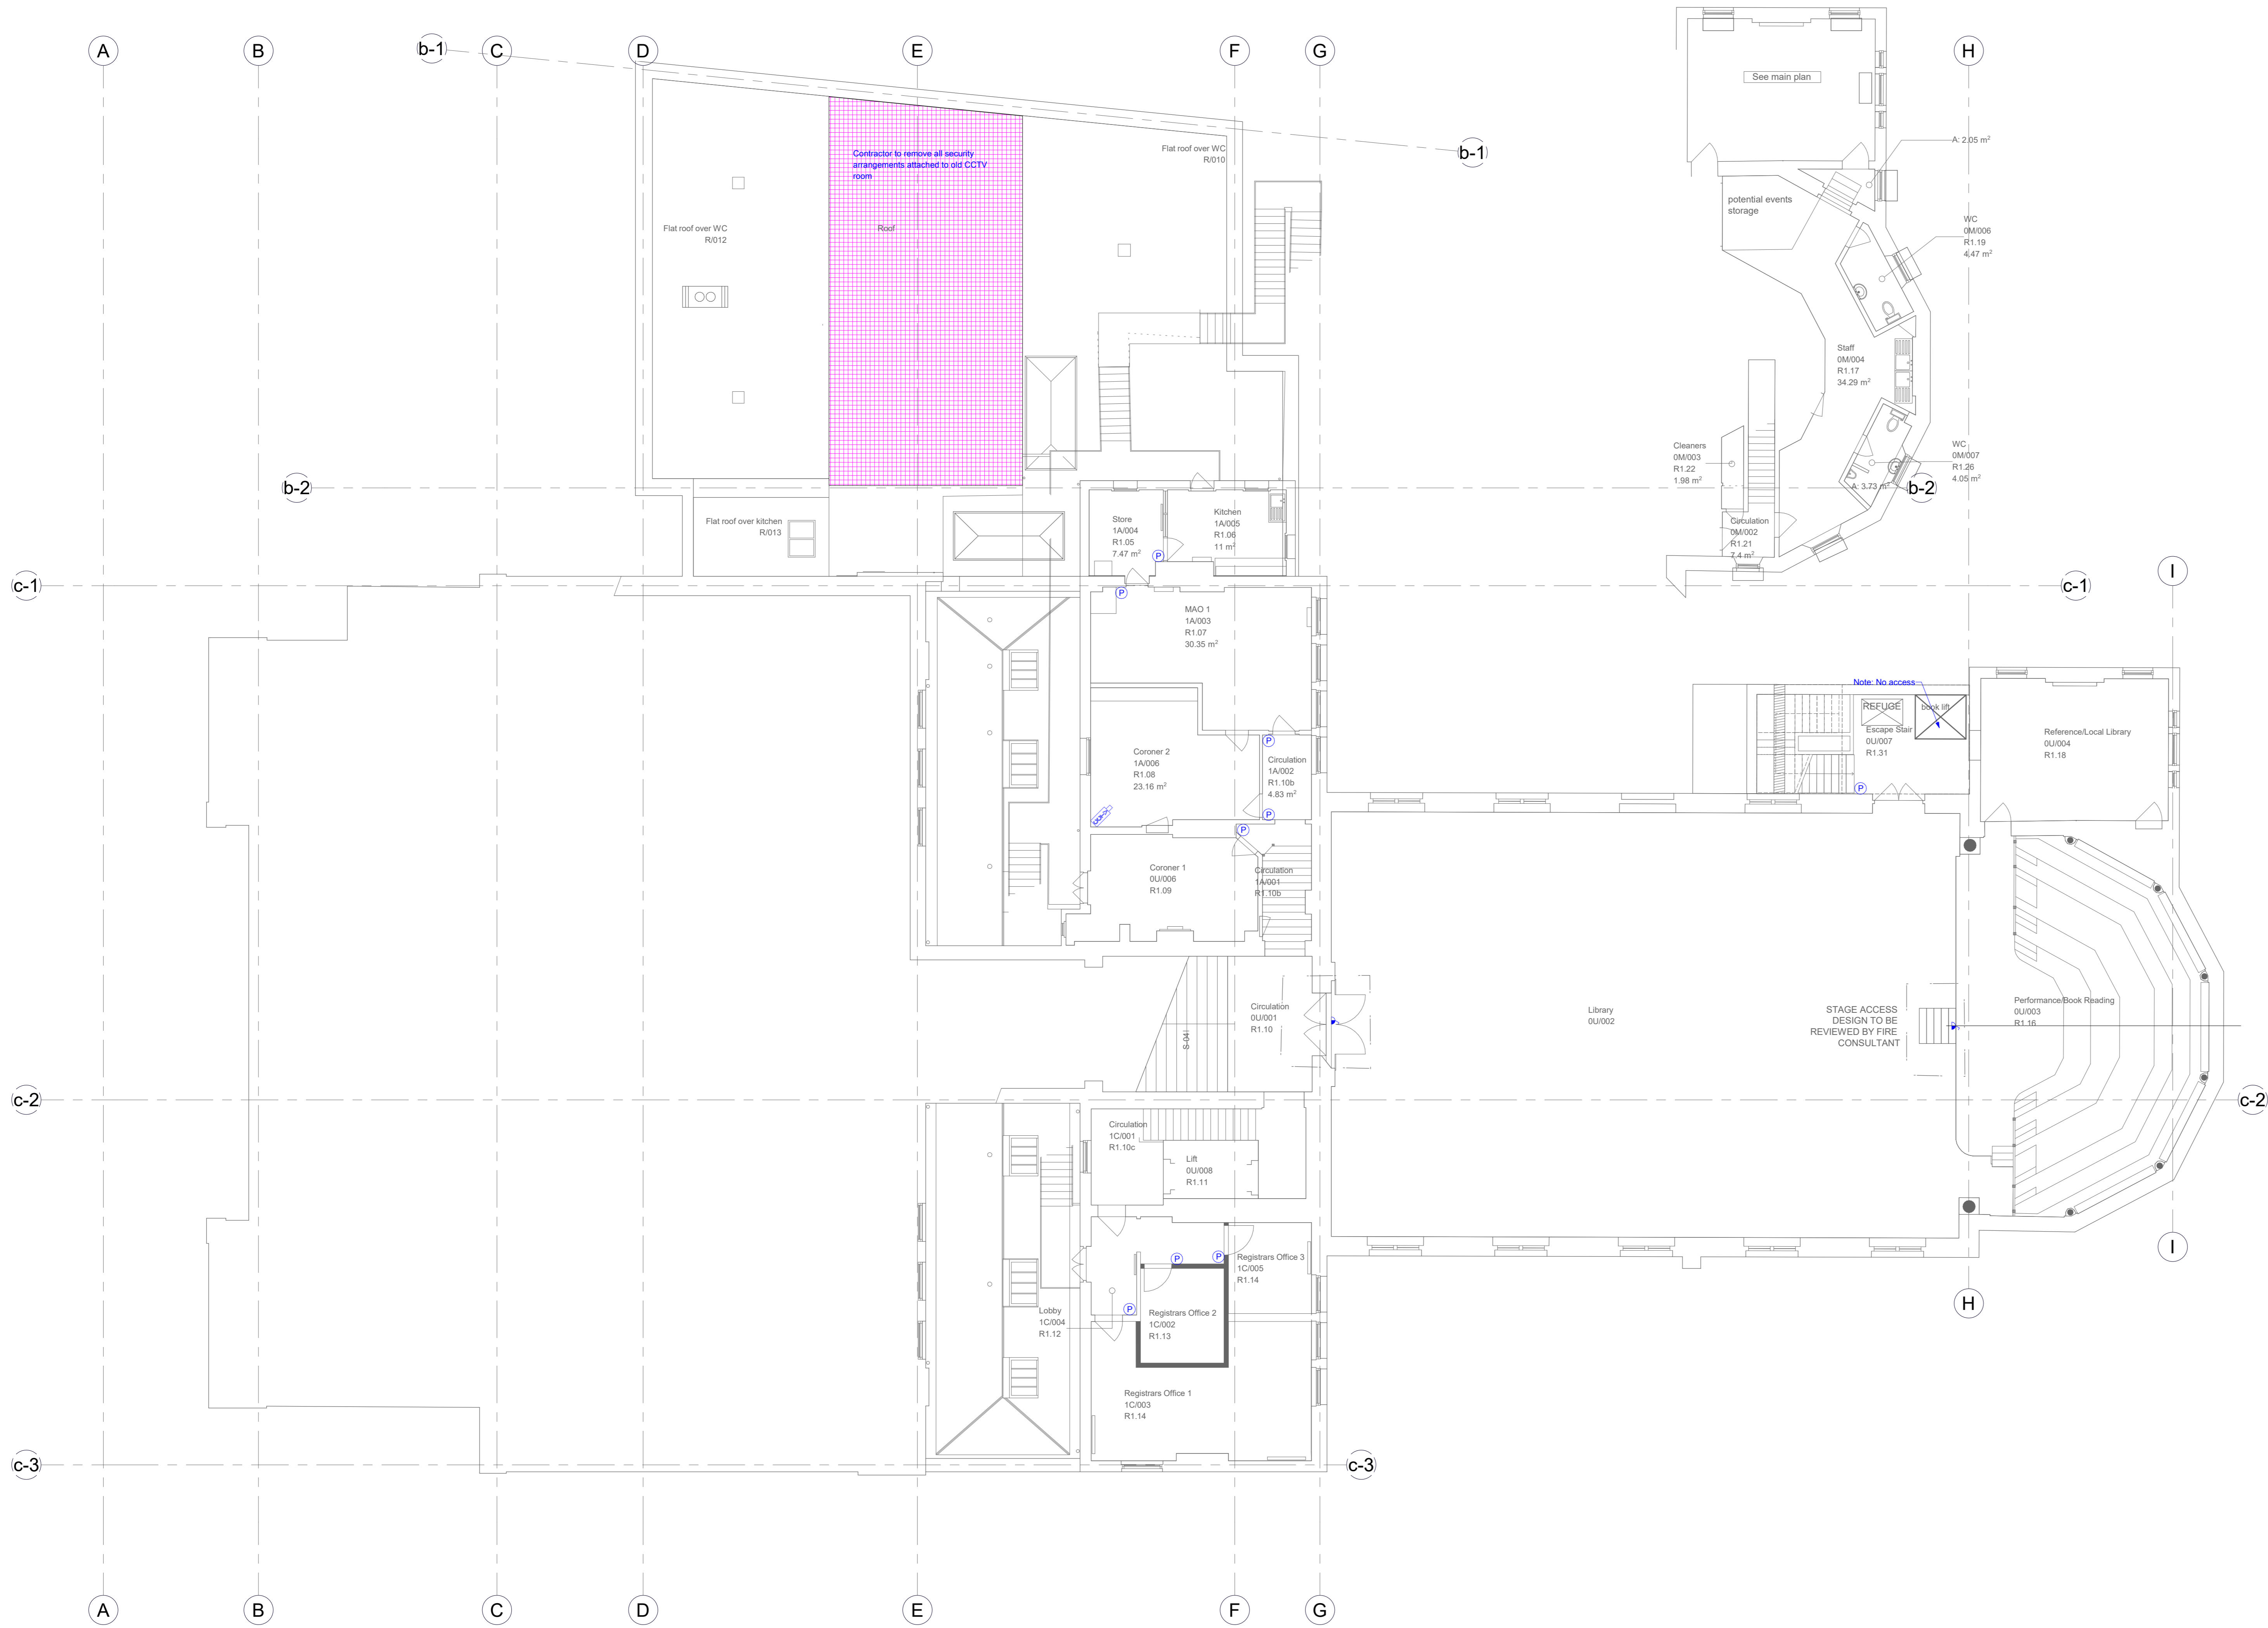 A
B
b-1
C
D
E
F
G
H
See main plan
A: 2.05 m²
Flat roof over WC
R/010
b-1
Contractor to remove all security
arrangements attached to old CCTV
room
potential events
storage
WC
0M/006
R1.19
4.47 m²
Flat roof over WC
R/012
Roof
Staff
0M/004
R1.17
34.29 m²
Cleaners
0M/003
R1.22
1.98 m²
WC
0M/007
R1.26
4.05 m²
b-2
A: 3.73 m²
b-2
Flat roof over kitchen
R/013
Store
1A/004
R1.05
7.47 m²
Kitchen
1A/005
R1.06
11 m²
P
Circulation
0M/002
R1.21
7.4 m²
c-1
P
c-1
I
MAO 1
1A/003
R1.07
30.35 m²
Note: No access
REFUGE
book lift
Escape Stair
0U/007
R1.31
P
Reference/Local Library
0U/004
R1.18
Coroner 2
1A/006
R1.08
23.16 m²
P
Circulation
1A/002
R1.10b
4.83 m²
P
P
Coroner 1
0U/006
R1.09
Circulation
1A/001
R1.10b
Circulation
0U/001
R1.10
S-04I
Library
0U/002
STAGE ACCESS
DESIGN TO BE
REVIEWED BY FIRE
CONSULTANT
Performance/Book Reading
0U/003
R1.16
c-2
c-2
Circulation
1C/001
R1.10c
Lift
0U/008
R1.11
P
P
Registrars Office 3
1C/005
R1.14
I
Lobby
1C/004
R1.12
P
Registrars Office 2
1C/002
R1.13
H
Registrars Office 1
1C/003
R1.14
c-3
c-3
A
B
C
D
E
F
G